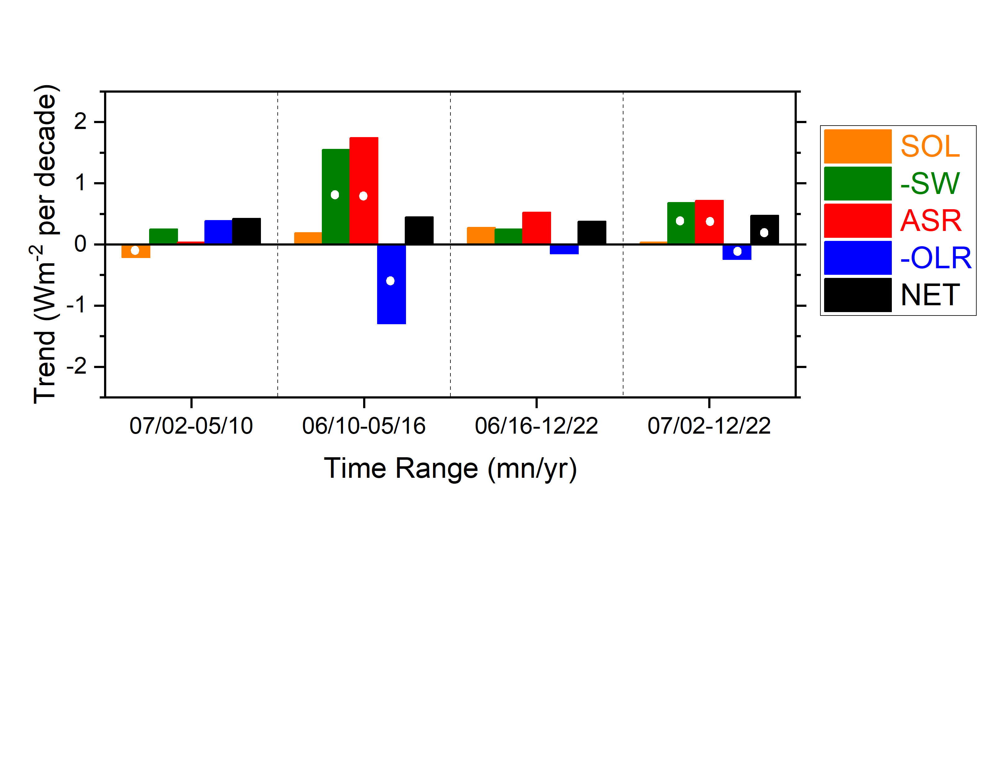 Trend (Wm⁻² per decade)
2
1
0
-1
-2
07/02-05/10
06/10-05/16
06/16-12/22
07/02-12/22
Time Range (mn/yr)
SOL
-SW
ASR
-OLR
NET